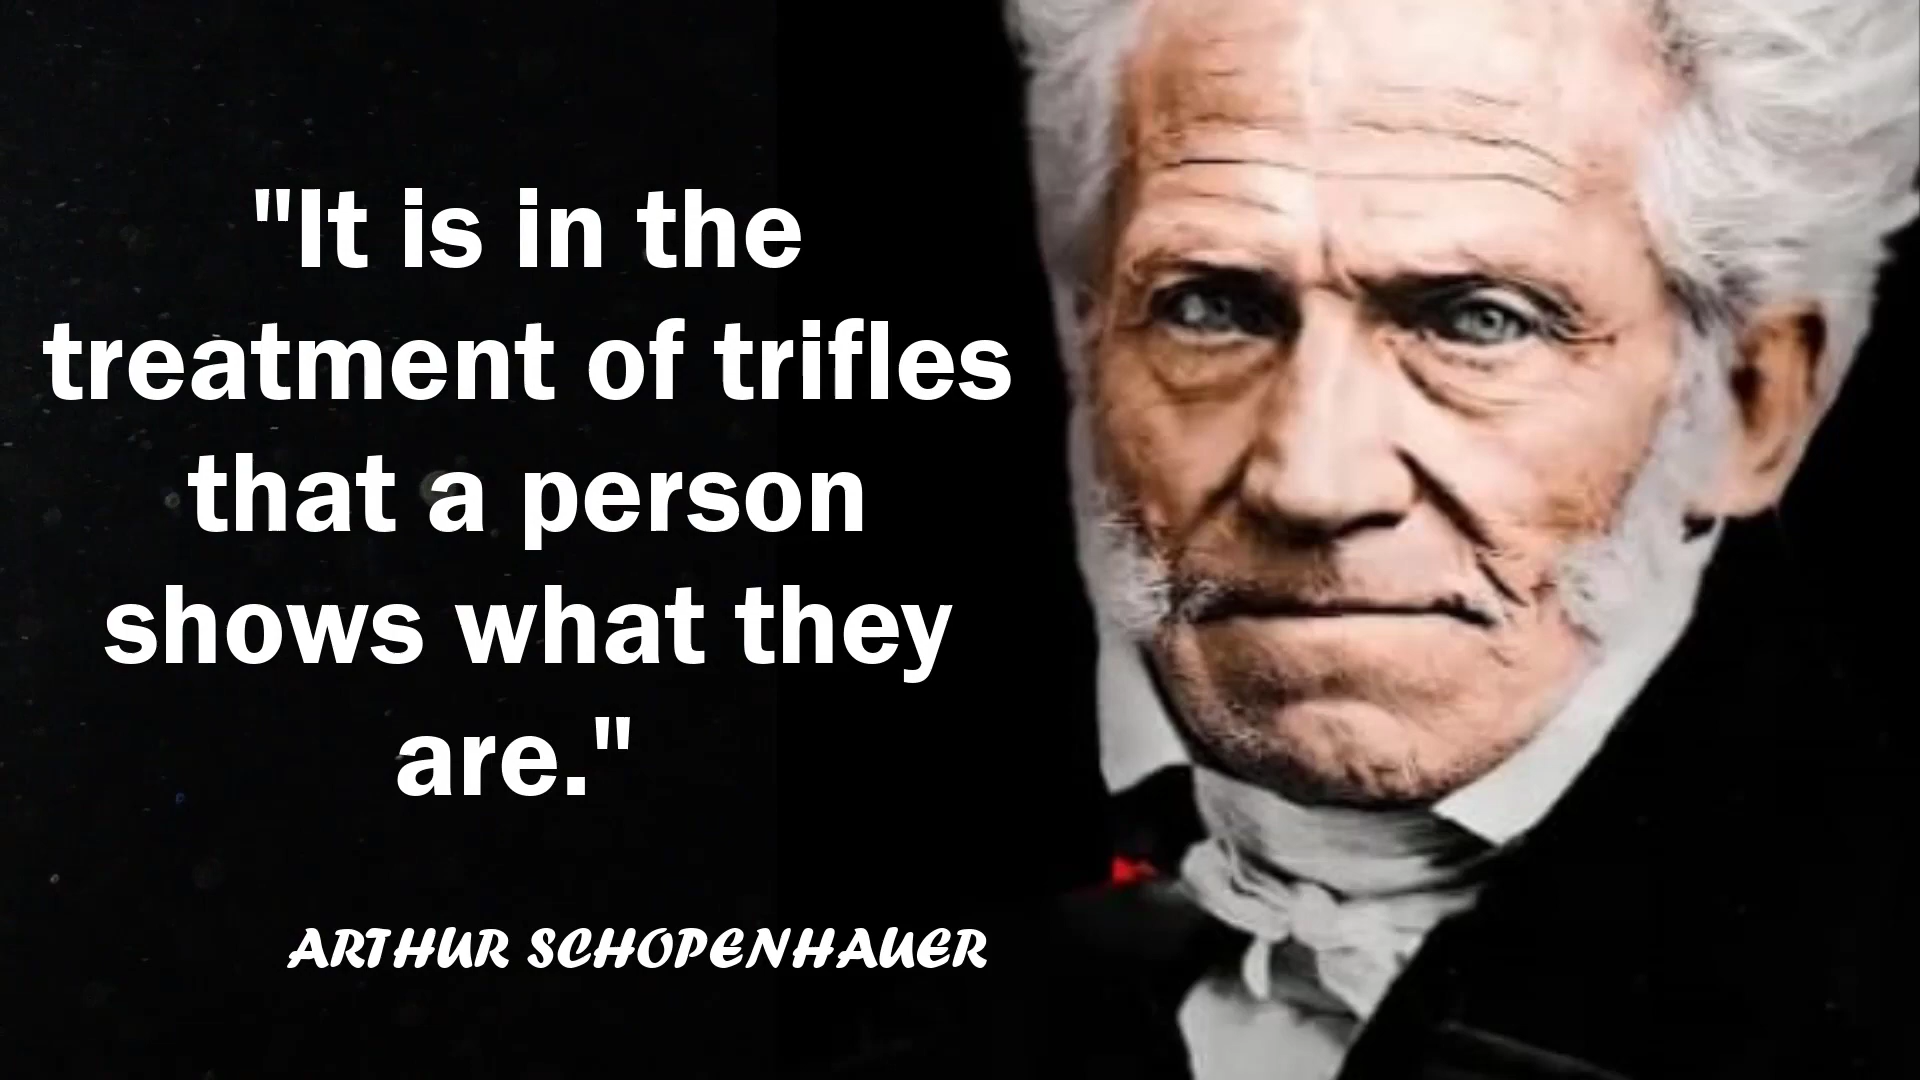 "It is in the
treatment of trifles
that a person
shows what they
are."
ARTHUR SCHOPENHAUER